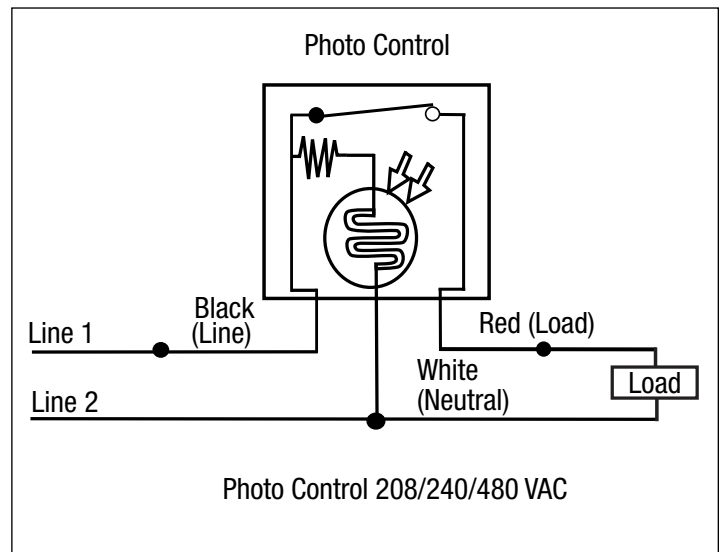 Photo Control
Black
(Line)
Line 1
Red (Load)
White
(Neutral)
Load
Line 2
Photo Control 208/240/480 VAC